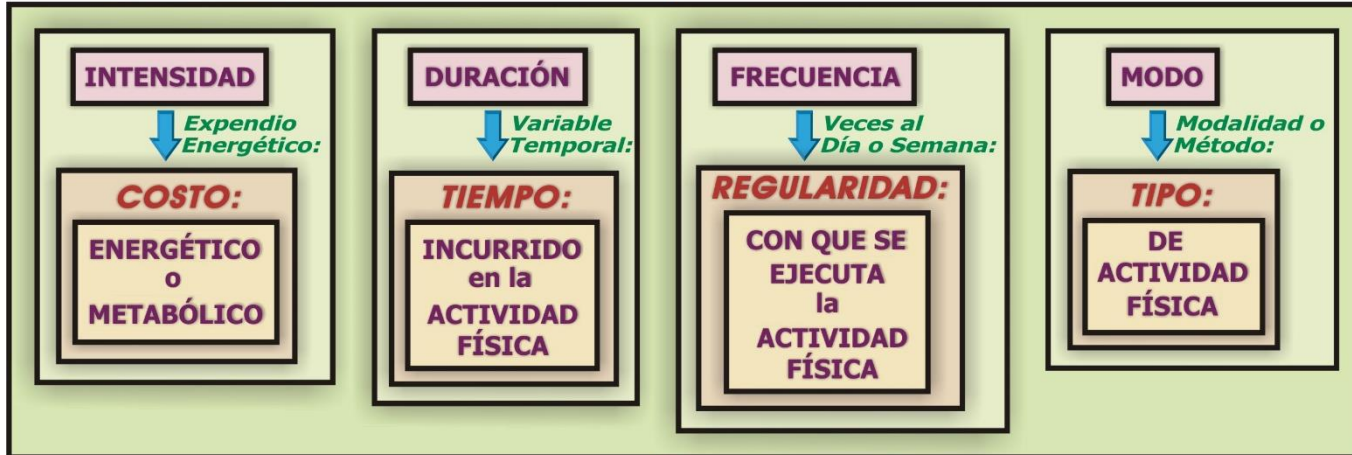 INTENSIDAD
Expendio
Energético:
COSTO:
ENERGÉTICO
o
METABÓLICO
DURACIÓN
Variable
Temporal:
TIEMPO:
INCURRIDO
en la
ACTIVIDAD
FÍSICA
FRECUENCIA
Veces al
Día o Semana:
REGULARIDAD:
CON QUE SE
EJECUTA
la
ACTIVIDAD
FÍSICA
MODO
Modalidad o
Método:
TIPO:
DE
ACTIVIDAD
FÍSICA